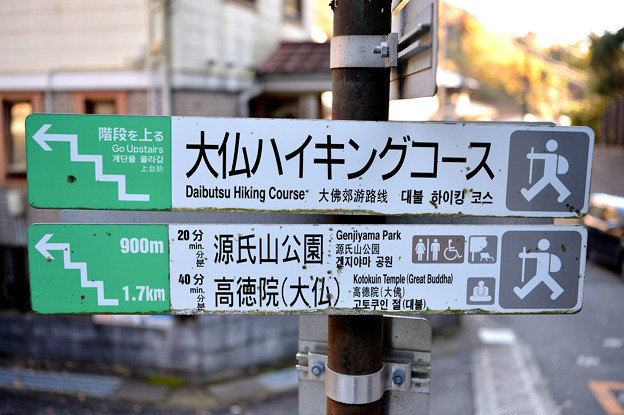 階段を上る
Go Upstairs
계단을 올라감
上台阶
大仏ハイキングコース
Daibutsu Hiking Course
大佛郊游路线 대불 하이킹 코스
900m
20分 min. 분 源氏山公園
Genjiyama Park
源氏山公园
겐지야마 공원
1.7km
40分 min. 분 高徳院(大仏)
Kotokuin Temple (Great Buddha)
高德院(大佛)
고토쿠인 절(대불)